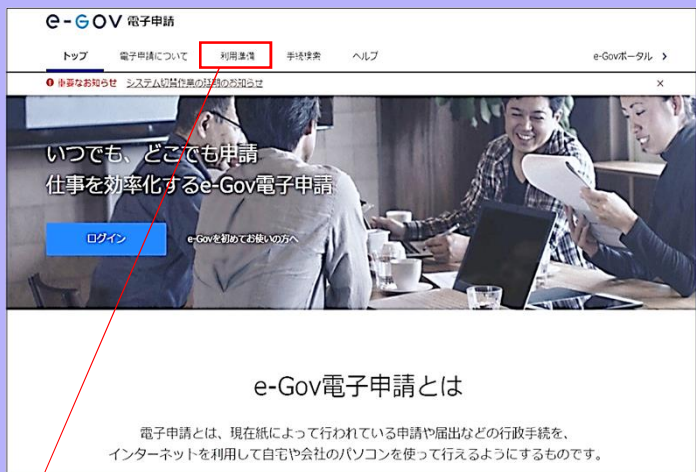 e-GOV 電子申請
トップ 電子申請について 利用準備 手続検索 ヘルプ e-Govポータル
重要なお知らせ システム切替作業の延期のお知らせ
いつでも、どこでも申請
仕事を効率化するe-Gov電子申請
ログイン e-Govを初めてお使いの方へ
e-Gov電子申請とは
電子申請とは、現在紙によって行われている申請や届出などの行政手続を、
インターネットを利用して自宅や会社のパソコンを使って行えるようにするものです。